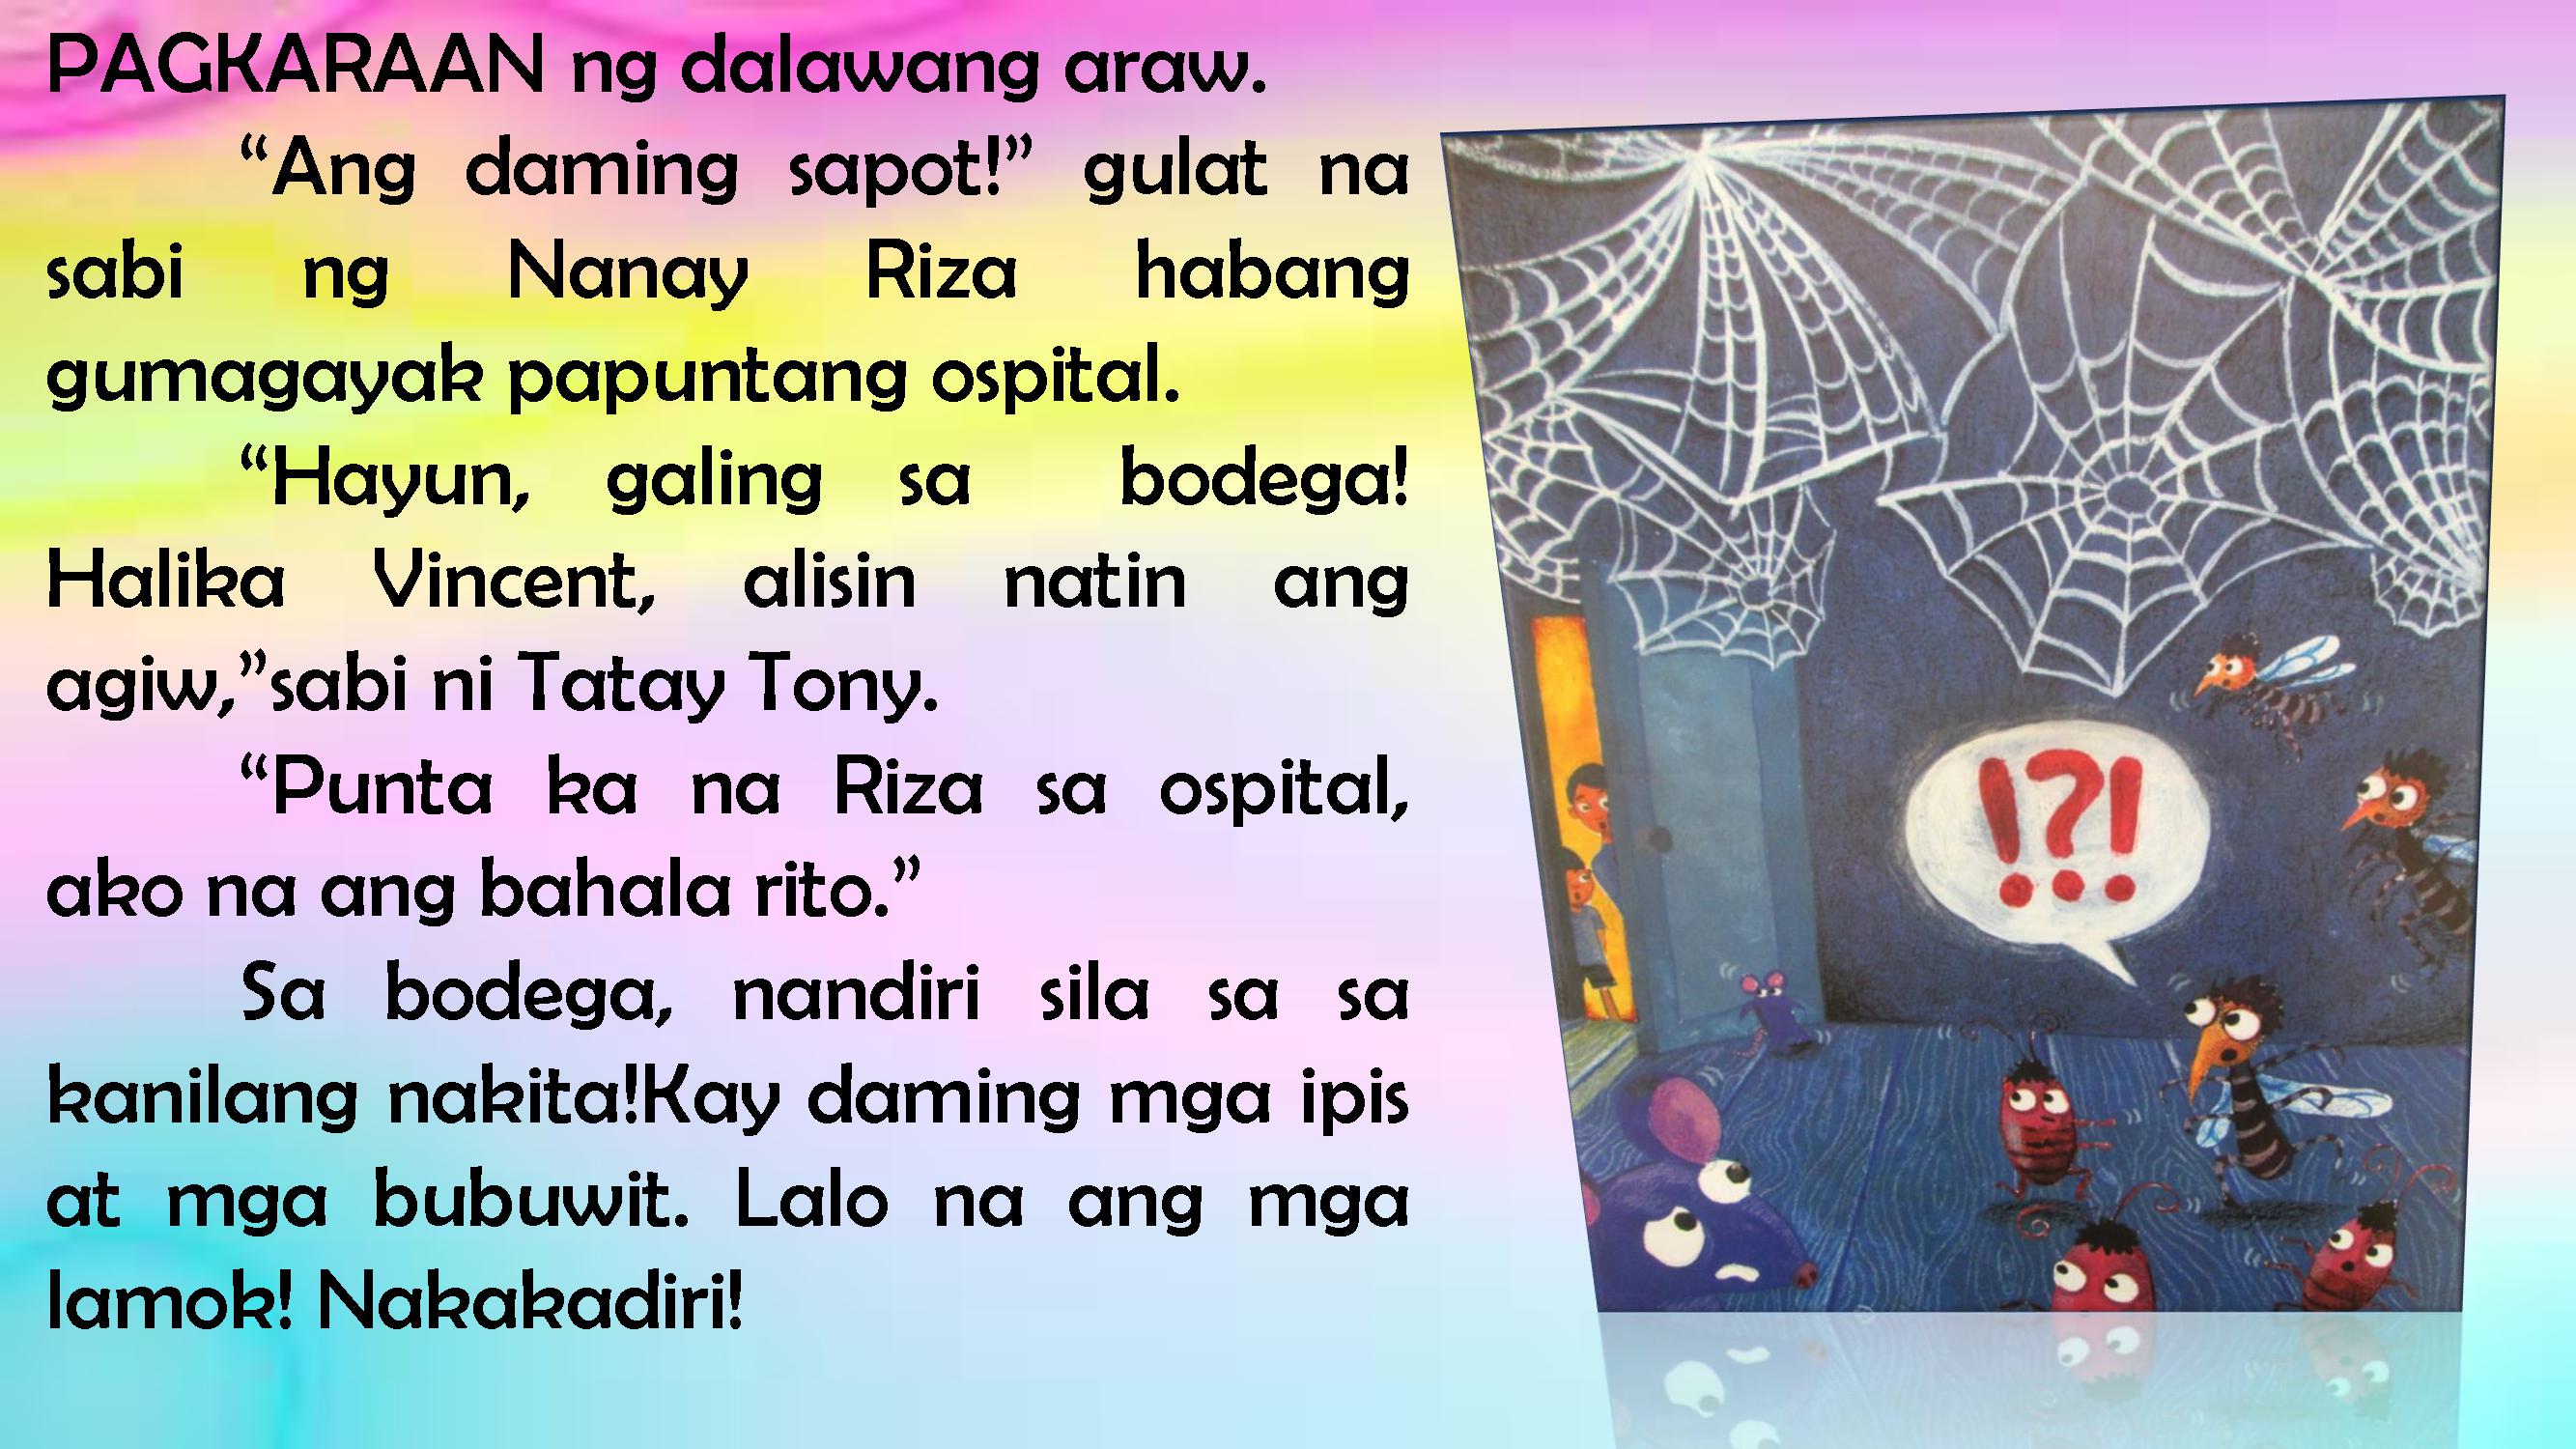 PAGKARAAN ng dalawang araw.
“Ang daming sapot!” gulat na
sabi ng Nanay Riza habang
gumagayak papuntang ospital.
“Hayun, galing sa bodega!
Halika Vincent, alisin natin ang
agiw,”sabi ni Tatay Tony.
“Punta ka na Riza sa ospital,
ako na ang bahala rito.”
Sa bodega, nandiri sila sa sa
kanilang nakita!Kay daming mga ipis
at mga bubuwit. Lalo na ang mga
lamok! Nakakadiri!
!?!